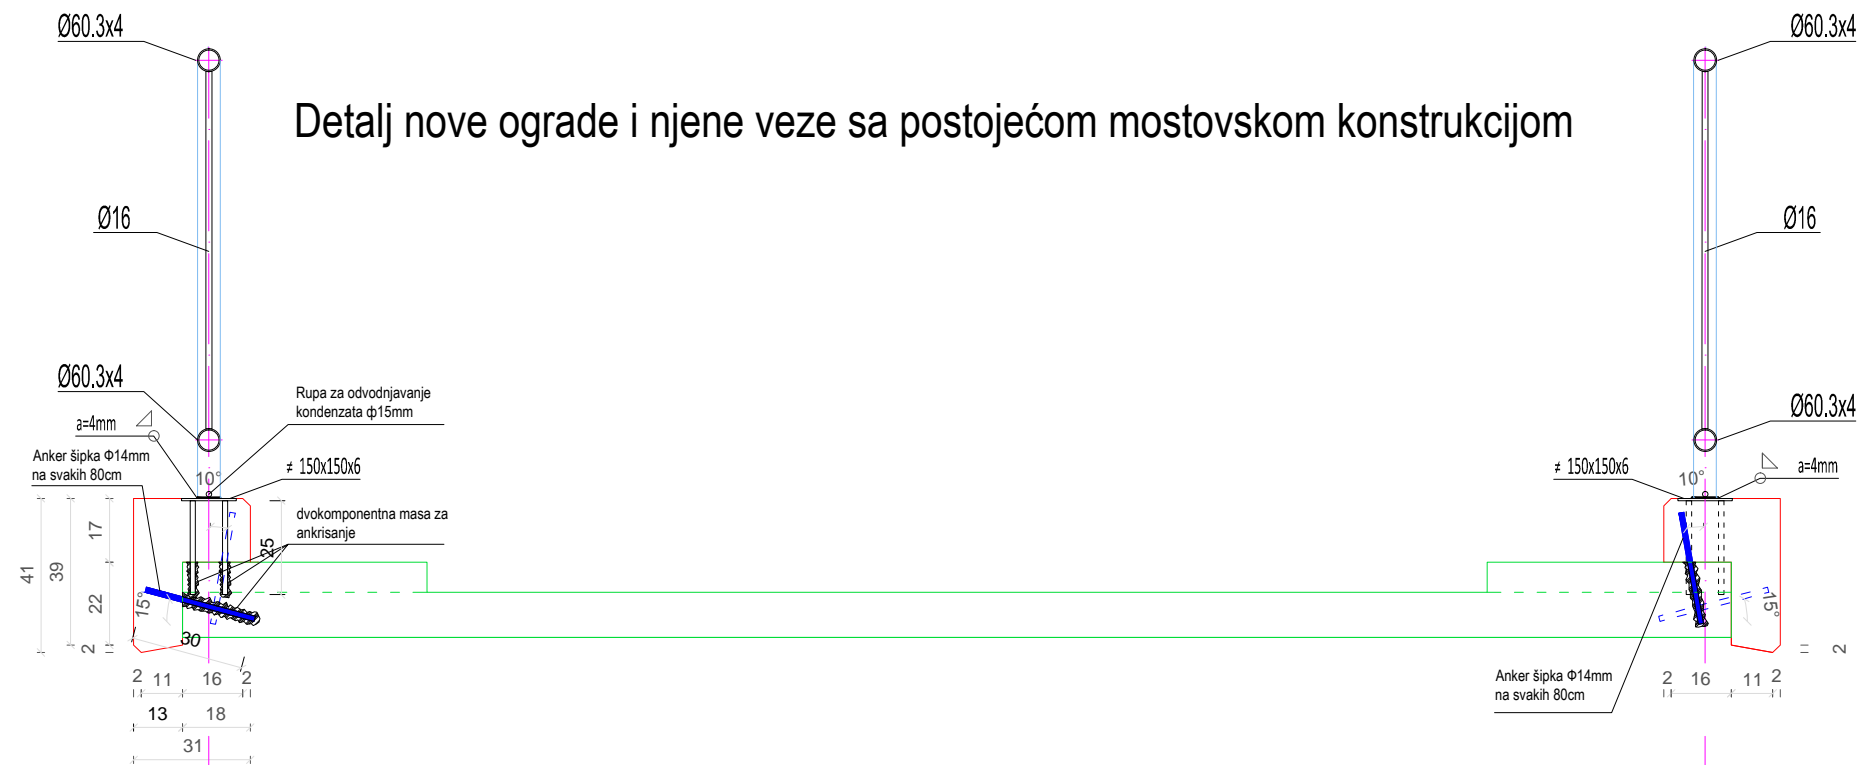 Ø60.3x4
Ø60.3x4
Detalj nove ograde i njene veze sa postojećom mostovskom konstrukcijom
Ø16
Ø16
Ø60.3x4
Rupa za odvodnjavanje
kondenzata ф15mm
Ø60.3x4
a=4mm
Anker šipka Φ14mm
na svakih 80cm
10°
≠ 150x150x6
≠ 150x150x6
10°
a=4mm
dvokomponentna masa za
ankrisanje
17
25
41
39
22
15°
15°
30
2
2
2
11
16
2
Anker šipka Φ14mm
na svakih 80cm
2
16
11
2
13
18
31